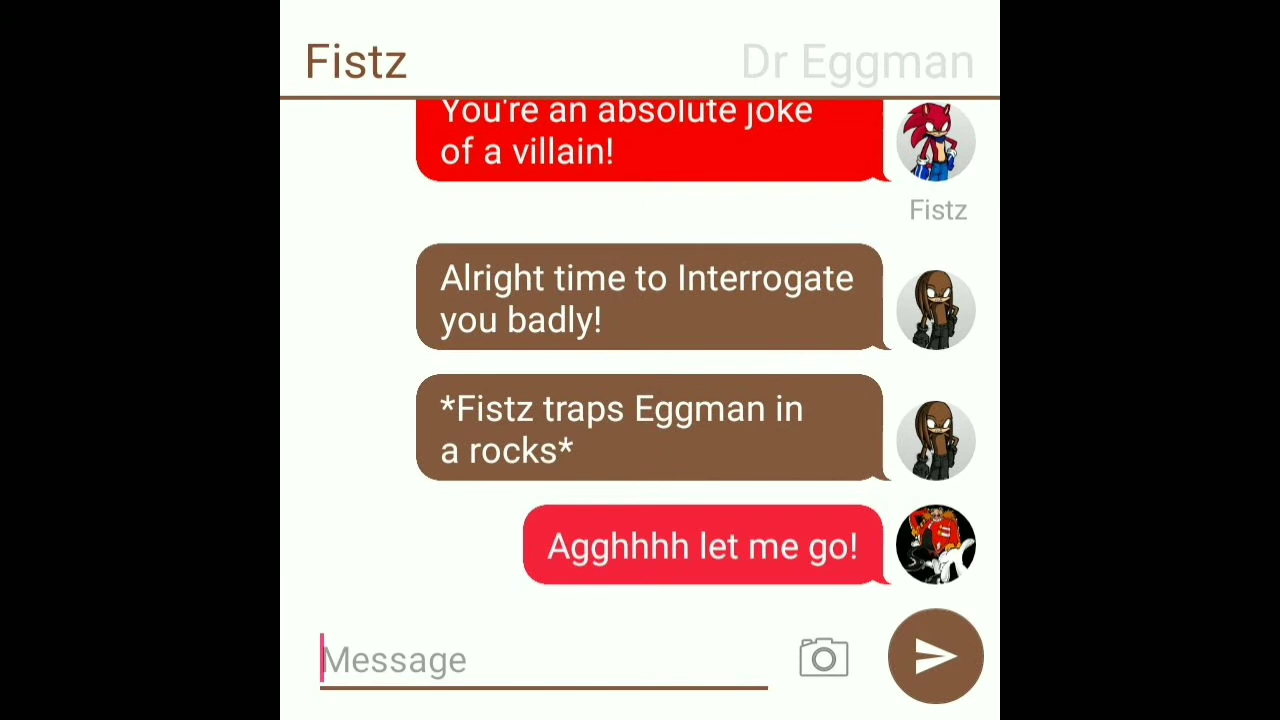 Fistz Dr Eggman
You're an absolute joke
of a villain!
Fistz
Alright time to Interrogate
you badly!
*Fistz traps Eggman in
a rocks*
Agghhhh let me go!
Message